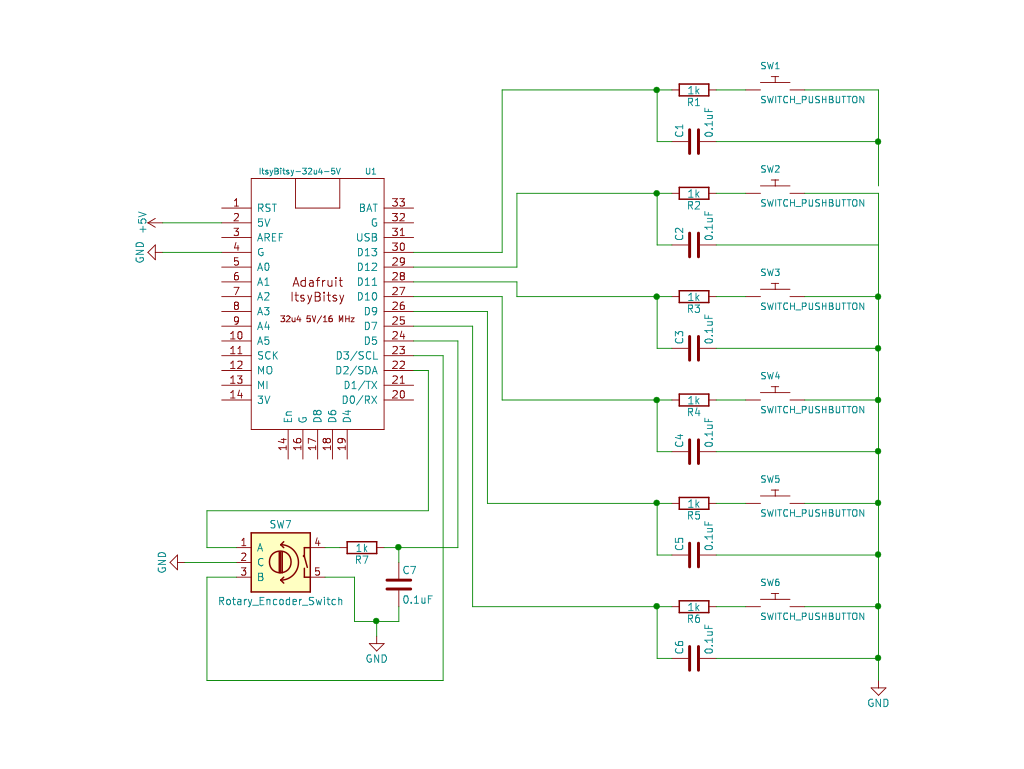 ItsyBitsy-32u4-5V U1
1 RST BAT 33
2 5V G 32
3 AREF USB 31
4 G D13 30
5 A0 D12 29
6 A1 D11 28
7 A2 D10 27
8 A3 D9 26
9 A4 D7 25
10 A5 D5 24
11 SCK D3/SCL 23
12 MO D2/SDA 22
13 MI D1/TX 21
14 3V D0/RX 20
Adafruit
ItsyBitsy
32u4 5V/16 MHz
En G D8 D6 D4
14 16 17 18 19
+5V
GND
SW1
1k
R1
SWITCH_PUSHBUTTON
C1
0.1uF
SW2
1k
R2
SWITCH_PUSHBUTTON
C2
0.1uF
SW3
1k
R3
SWITCH_PUSHBUTTON
C3
0.1uF
SW4
1k
R4
SWITCH_PUSHBUTTON
C4
0.1uF
SW5
1k
R5
SWITCH_PUSHBUTTON
C5
0.1uF
SW6
1k
R6
SWITCH_PUSHBUTTON
C6
0.1uF
GND
SW7
1 A 4
2 C
3 B 5
Rotary_Encoder_Switch
GND
1k
R7
C7
0.1uF
GND